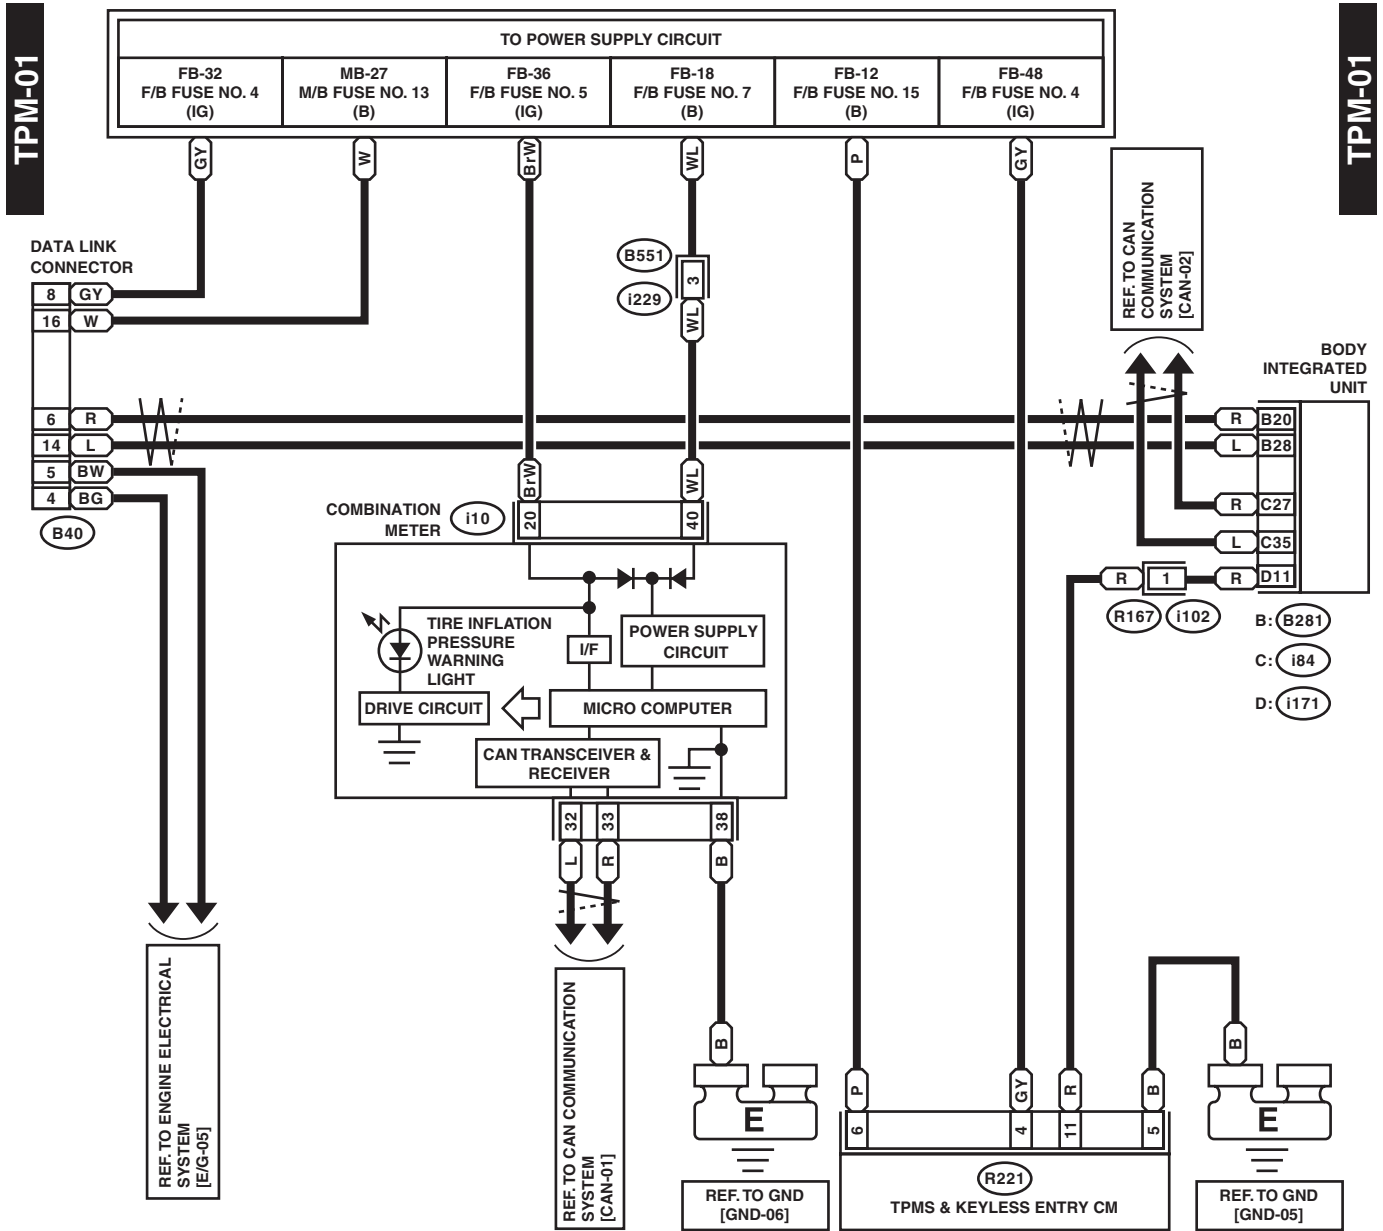 TPM-01
TPM-01
TO POWER SUPPLY CIRCUIT
FB-32
F/B FUSE NO. 4
(IG)
MB-27
M/B FUSE NO. 13
(B)
FB-36
F/B FUSE NO. 5
(IG)
FB-18
F/B FUSE NO. 7
(B)
FB-12
F/B FUSE NO. 15
(B)
FB-48
F/B FUSE NO. 4
(IG)
GY
W
BrW
WL
P
GY
REF. TO CAN
COMMUNICATION
SYSTEM
[CAN-02]
DATA LINK
CONNECTOR
8 GY
16 W
6 R
14 L
5 BW
4 BG
B40
B551
3
i229
WL
BODY
INTEGRATED
UNIT
R B20
L B28
R C27
L C35
R 1 R D11
R167 i102
B: B281
C: i84
D: i171
BrW
WL
COMBINATION
METER
i10
20
40
TIRE INFLATION
PRESSURE
WARNING
LIGHT
I/F
POWER SUPPLY
CIRCUIT
DRIVE CIRCUIT
MICRO COMPUTER
CAN TRANSCEIVER &
RECEIVER
32
33
38
L
R
B
REF. TO ENGINE ELECTRICAL
SYSTEM
[E/G-05]
REF. TO CAN COMMUNICATION
SYSTEM
[CAN-01]
B
E
REF. TO GND
[GND-06]
P
GY
R
B
6
4
11
5
R221
TPMS & KEYLESS ENTRY CM
B
E
REF. TO GND
[GND-05]